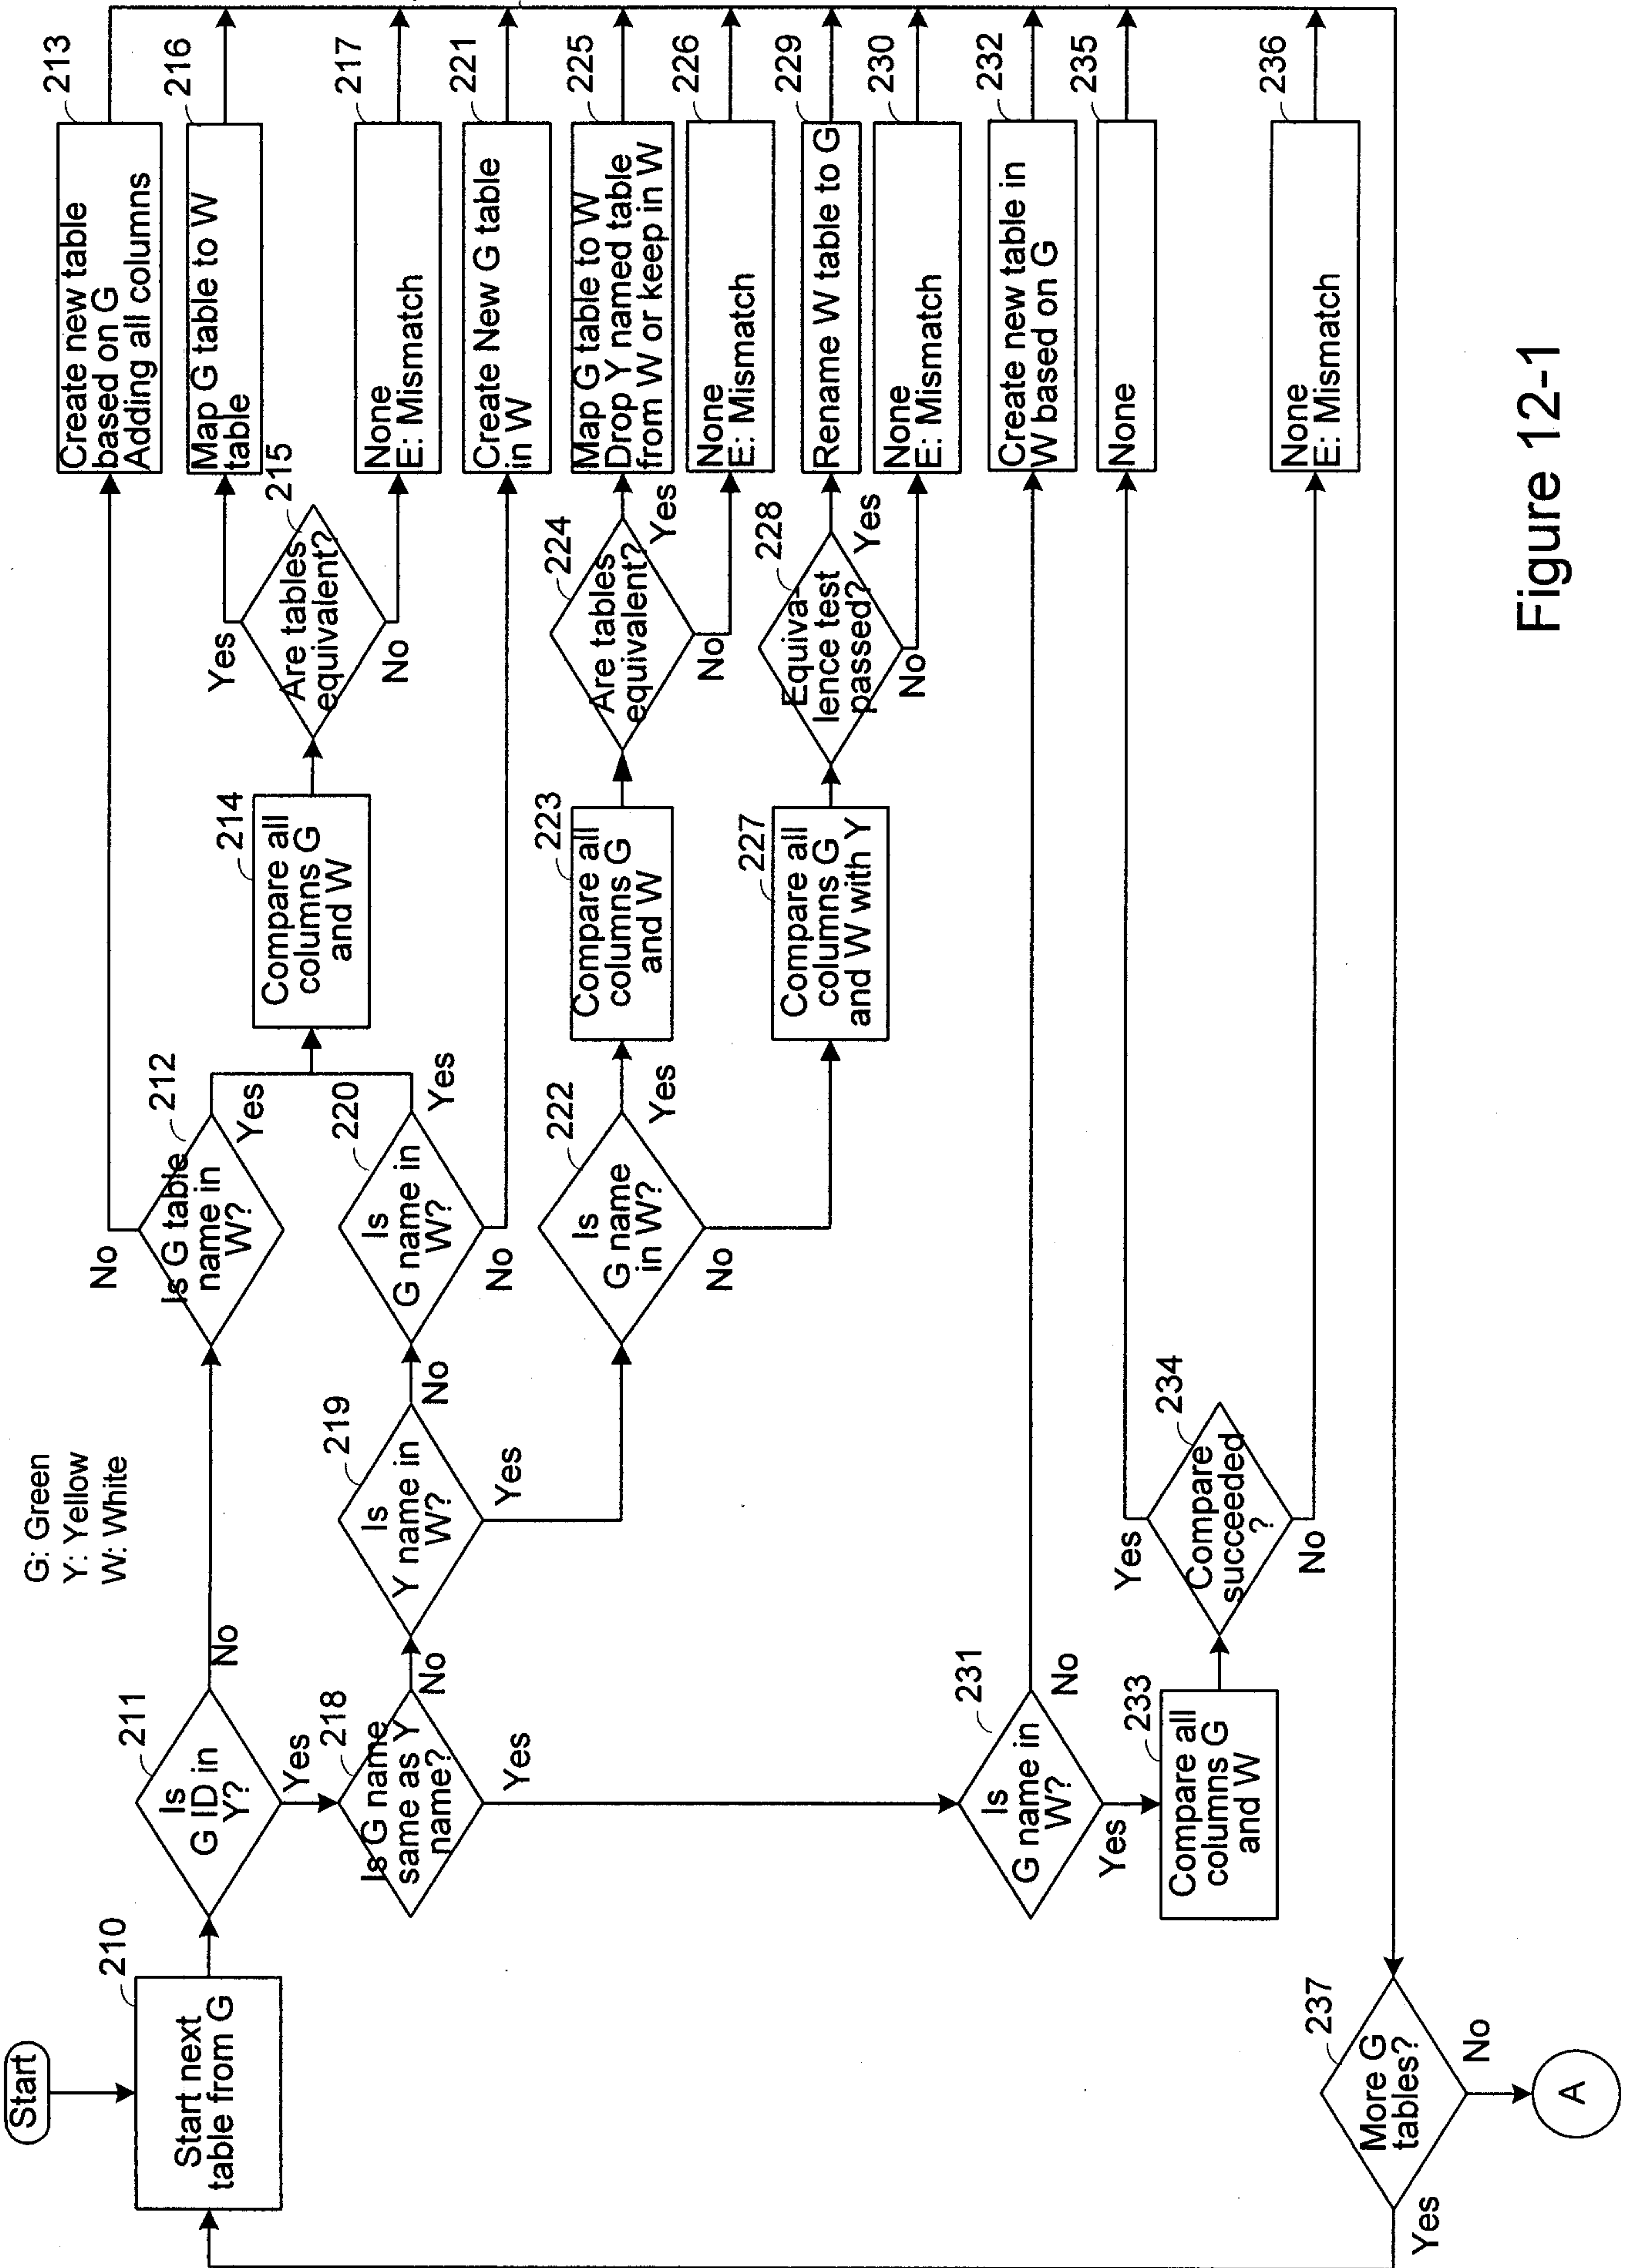 Start
Start next
table from G
210
G: Green
Y: Yellow
W: White
Is
G ID in
Y?
211
No
Yes
Is G table
name in
W?
212
No
Yes
Create new table
based on G
Adding all columns
213
Compare all
columns G
and W
214
Are tables
equivalent?
215
Yes
No
Map G table to W
table
216
None
E: Mismatch
217
Is G name
same as Y
name?
218
No
Yes
Is
Y name in
W?
219
No
Yes
Is
G name in
W?
220
Yes
No
Create New G table
in W
221
Is
G name
in W?
222
Yes
No
Compare all
columns G
and W
223
Are tables
equivalent?
224
Yes
No
Map G table to W
Drop Y named table
from W or keep in W
225
None
E: Mismatch
226
Compare all
columns G
and W with Y
227
Equiva-
lence test
passed?
228
Yes
No
Rename W table to G
229
None
E: Mismatch
230
Is
G name in
W?
231
No
Yes
Create new table in
W based on G
232
Compare all
columns G
and W
233
Compare
succeeded
?
234
Yes
No
None
235
None
E: Mismatch
236
More G
tables?
237
Yes
No
A
Figure 12-1